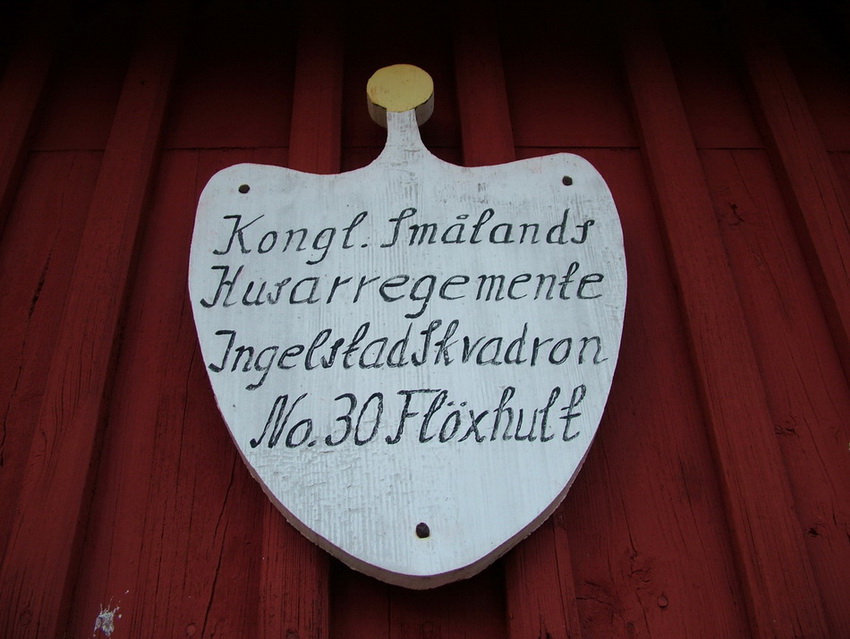 Kongl. Smålands
Husarregemente
Ingelstad Skvadron
No. 30 Flöxhult